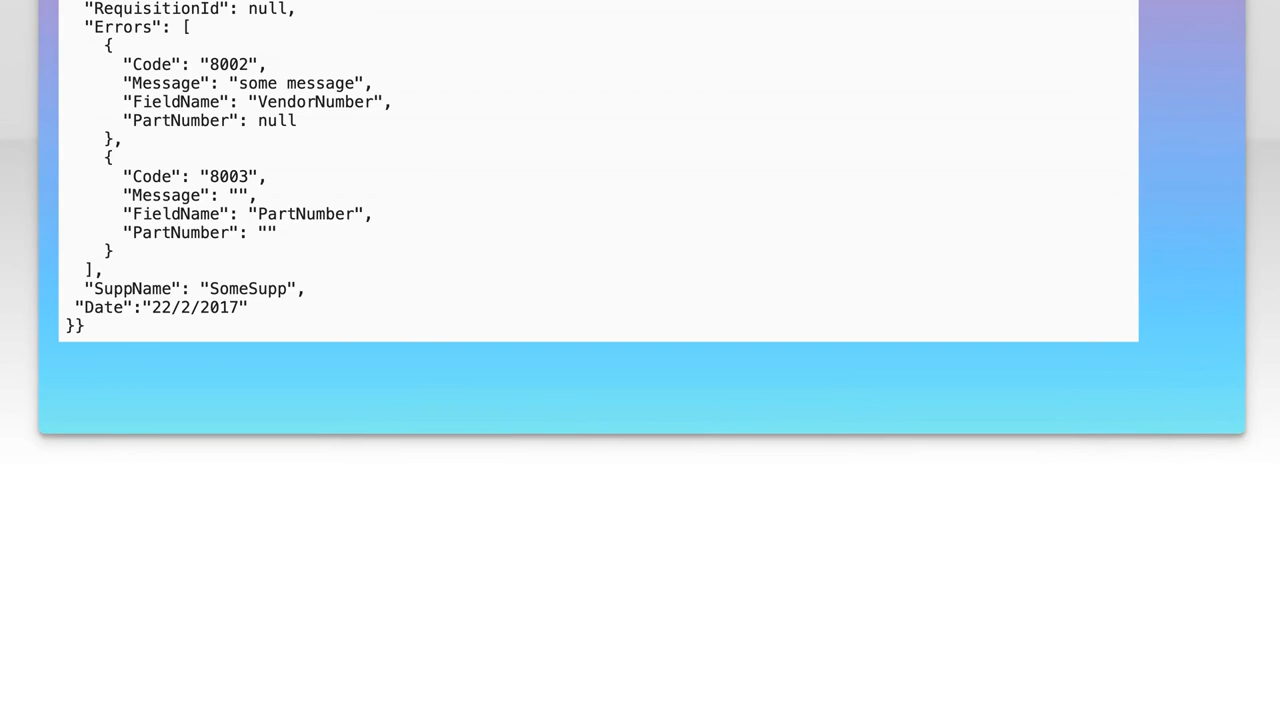 "RequisitionId": null,
"Errors": [
{
"Code": "8002",
"Message": "some message",
"FieldName": "VendorNumber",
"PartNumber": null
},
{
"Code": "8003",
"Message": "",
"FieldName": "PartNumber",
"PartNumber": ""
}
],
"SuppName": "SomeSupp",
"Date":"22/2/2017"
}}